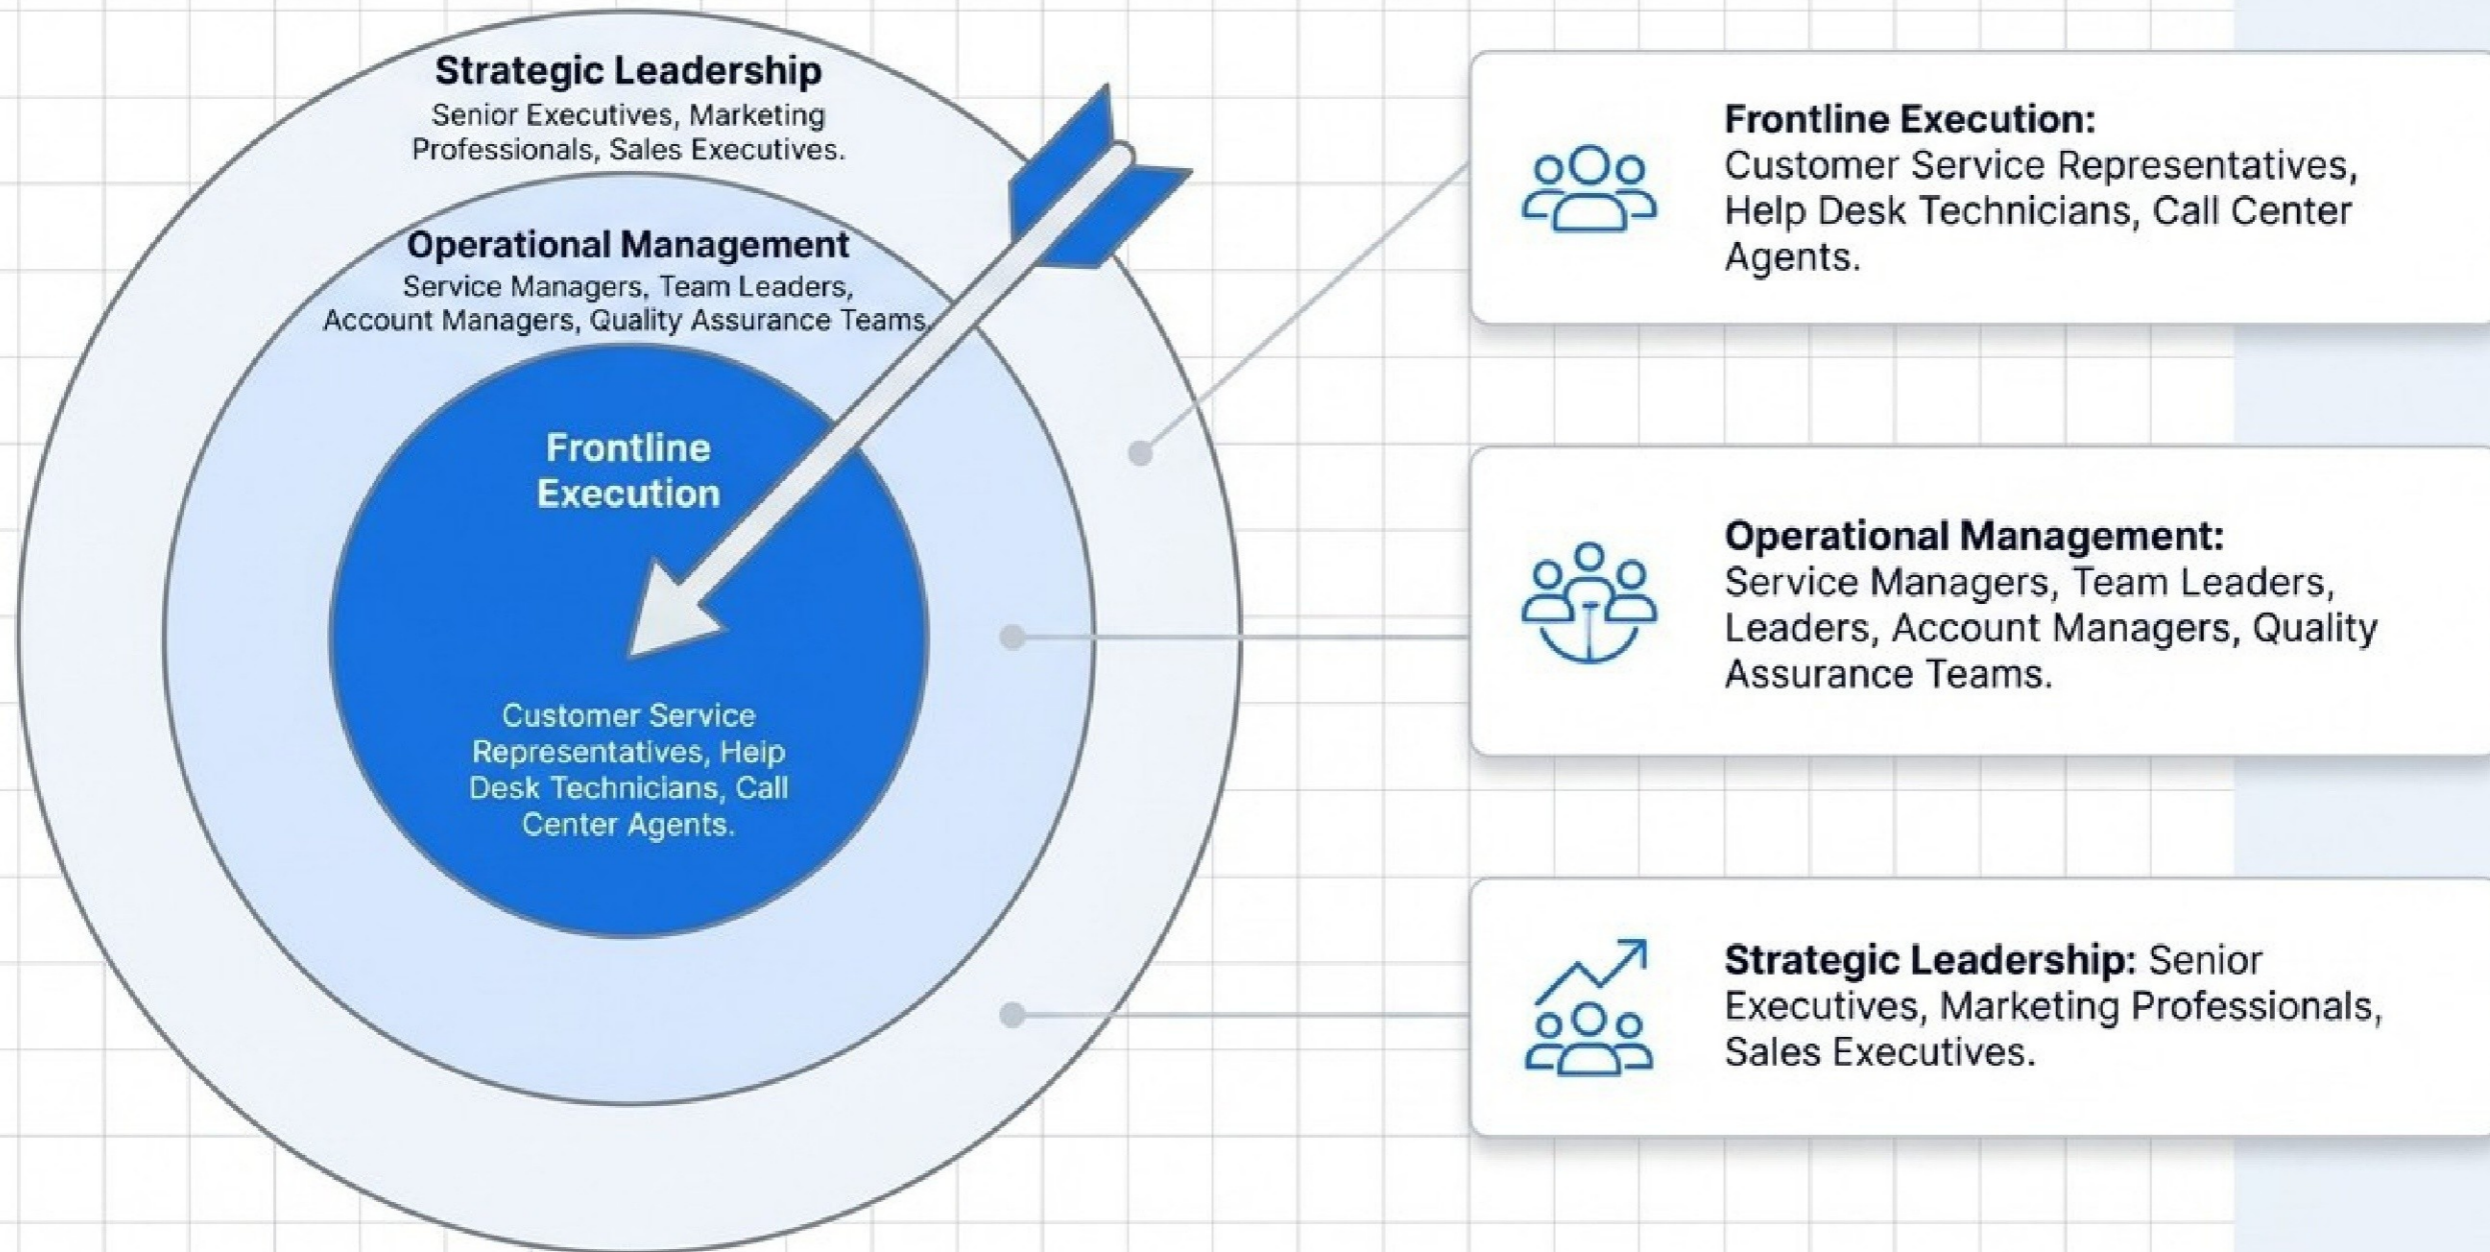 Strategic Leadership
Senior Executives, Marketing
Professionals, Sales Executives.
Operational Management
Service Managers, Team Leaders,
Account Managers, Quality Assurance Teams.
Frontline
Execution
Customer Service
Representatives, Help
Desk Technicians, Call
Center Agents.
Frontline Execution:
Customer Service Representatives,
Help Desk Technicians, Call Center
Agents.
Operational Management:
Service Managers, Team Leaders,
Leaders, Account Managers, Quality
Assurance Teams.
Strategic Leadership: Senior
Executives, Marketing Professionals,
Sales Executives.